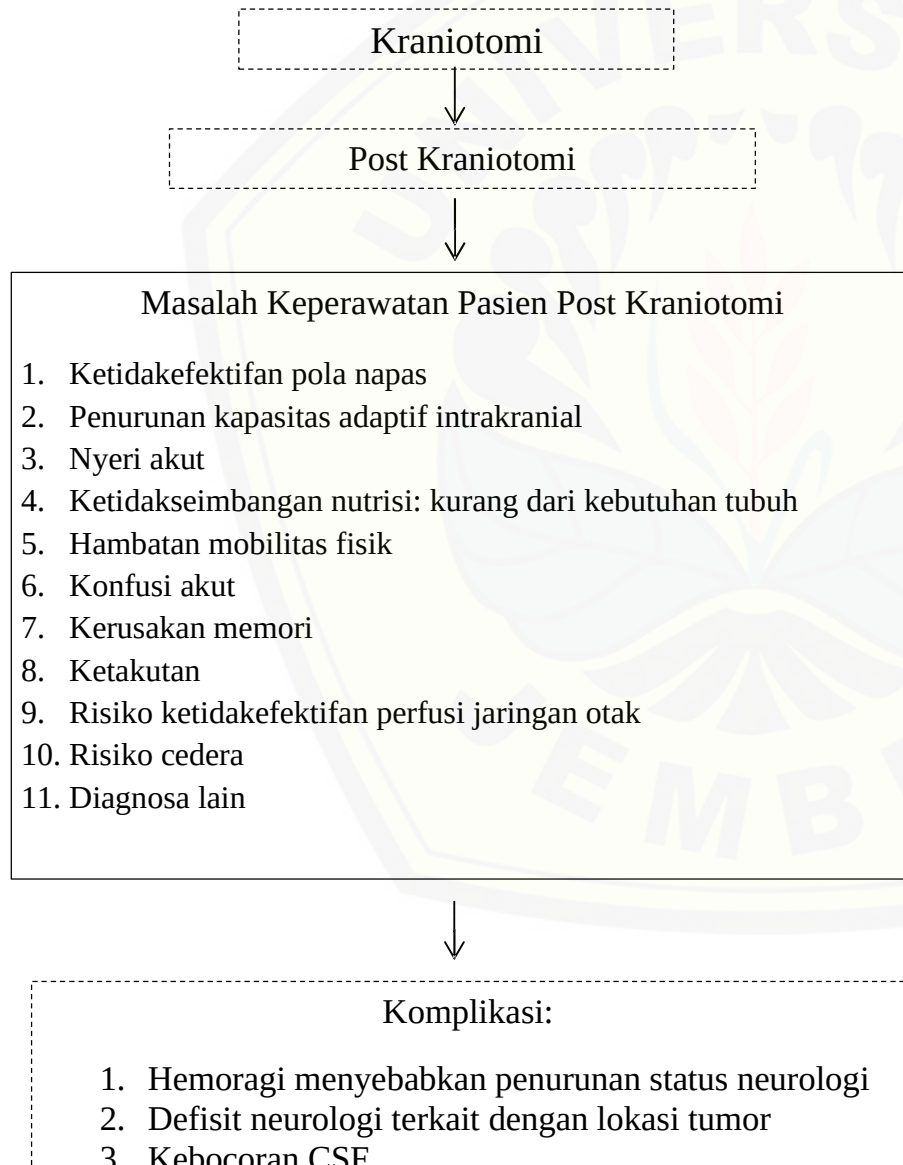 Kraniotomi
Post Kraniotomi
Masalah Keperawatan Pasien Post Kraniotomi
1. Ketidakefektifan pola napas
2. Penurunan kapasitas adaptif intrakranial
3. Nyeri akut
4. Ketidakseimbangan nutrisi: kurang dari kebutuhan tubuh
5. Hambatan mobilitas fisik
6. Konfusi akut
7. Kerusakan memori
8. Ketakutan
9. Risiko ketidakefektifan perfusi jaringan otak
10. Risiko cedera
11. Diagnosa lain
Komplikasi:
1. Hemoragi menyebabkan penurunan status neurologi
2. Defisit neurologi terkait dengan lokasi tumor
3. Kebocoran CSF